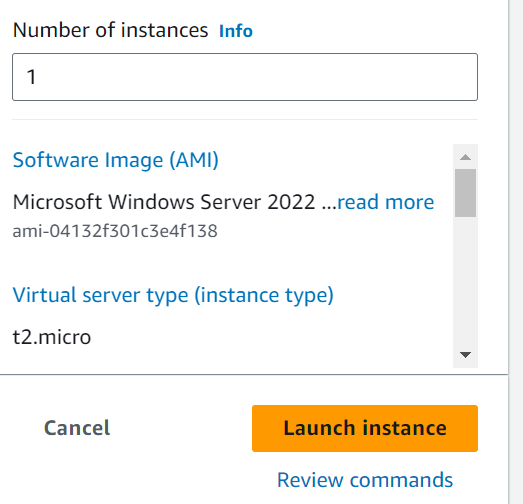 Number of instances Info
1
Software Image (AMI)
Microsoft Windows Server 2022 ...read more
ami-04132f301c3e4f138
Virtual server type (instance type)
t2.micro
Cancel
Launch instance
Review commands